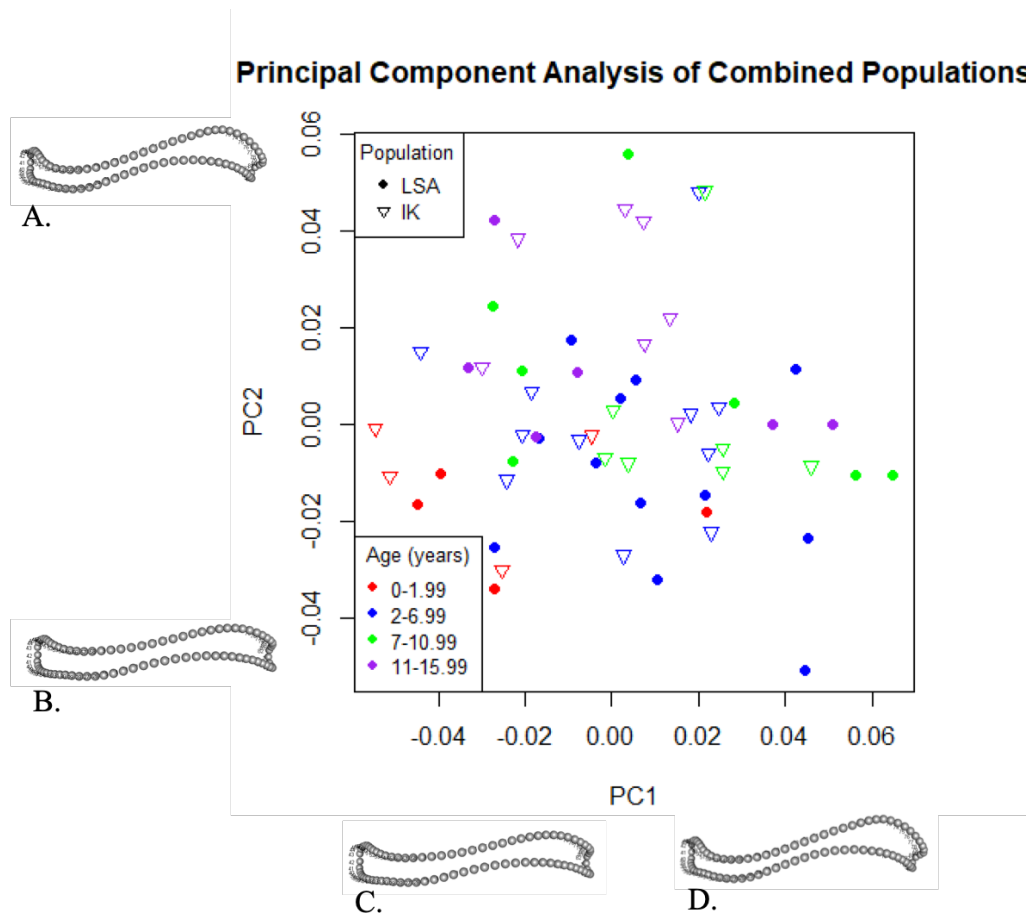 Principal Component Analysis of Combined Populations
A.
Population
LSA
IK
0.06
0.04
0.02
0.00
-0.02
-0.04
PC2
Age (years)
0-1.99
2-6.99
7-10.99
11-15.99
B.
-0.04 -0.02 0.00 0.02 0.04 0.06
PC1
C. D.